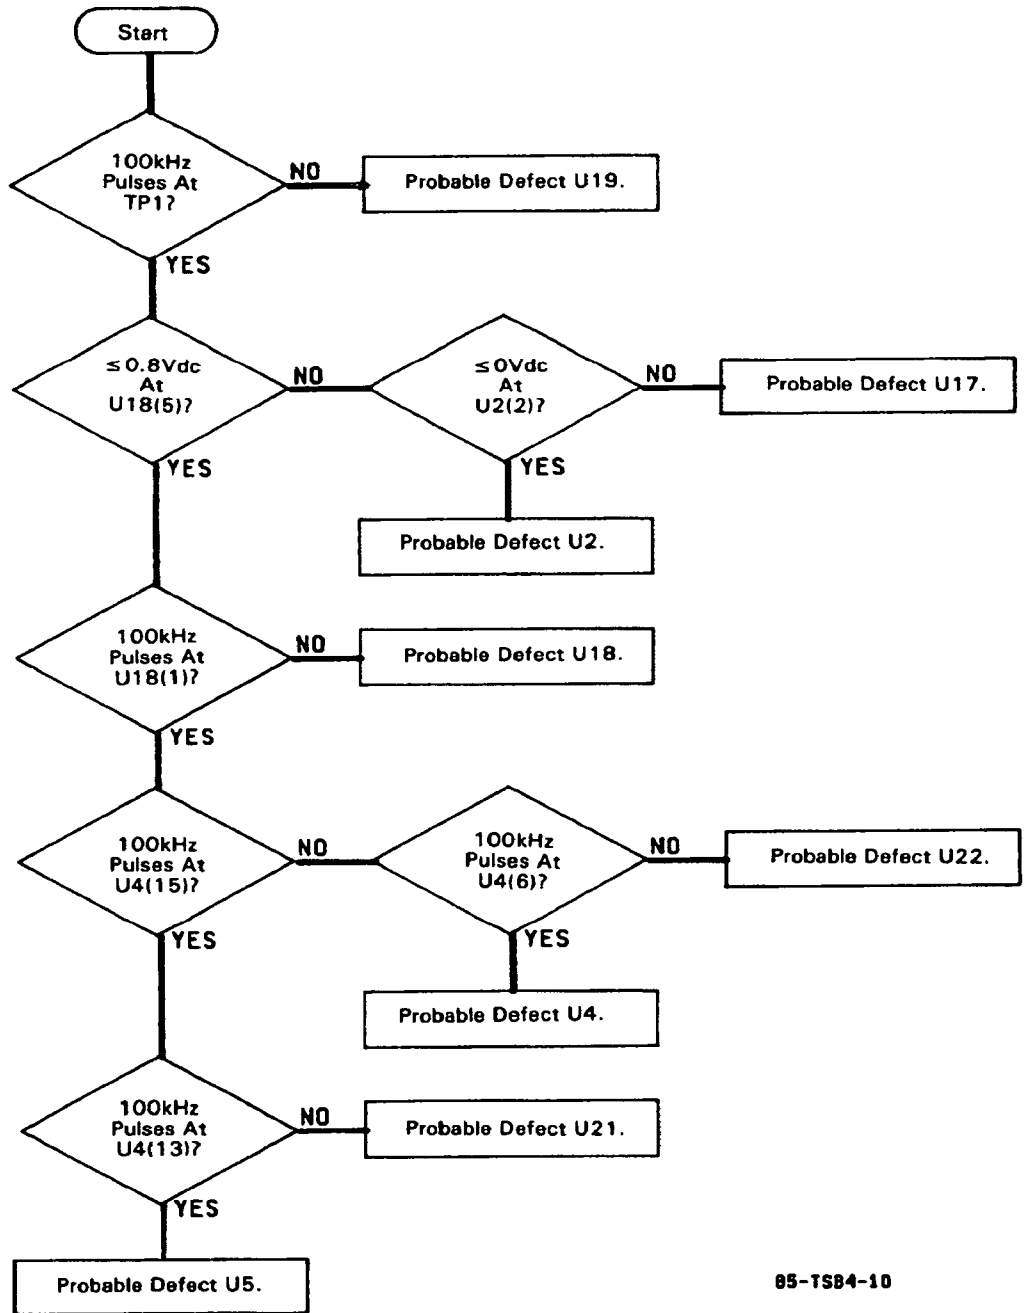 Start
100kHz
Pulses At
TP1?
NO
Probable Defect U19.
YES
≤0.8Vdc
At
U18(5)?
NO
≤0Vdc
At
U2(2)?
NO
Probable Defect U17.
YES
YES
Probable Defect U2.
100kHz
Pulses At
U18(1)?
NO
Probable Defect U18.
YES
100kHz
Pulses At
U4(15)?
NO
100kHz
Pulses At
U4(6)?
NO
Probable Defect U22.
YES
YES
Probable Defect U4.
100kHz
Pulses At
U4(13)?
NO
Probable Defect U21.
YES
Probable Defect U5.
85-TSB4-10